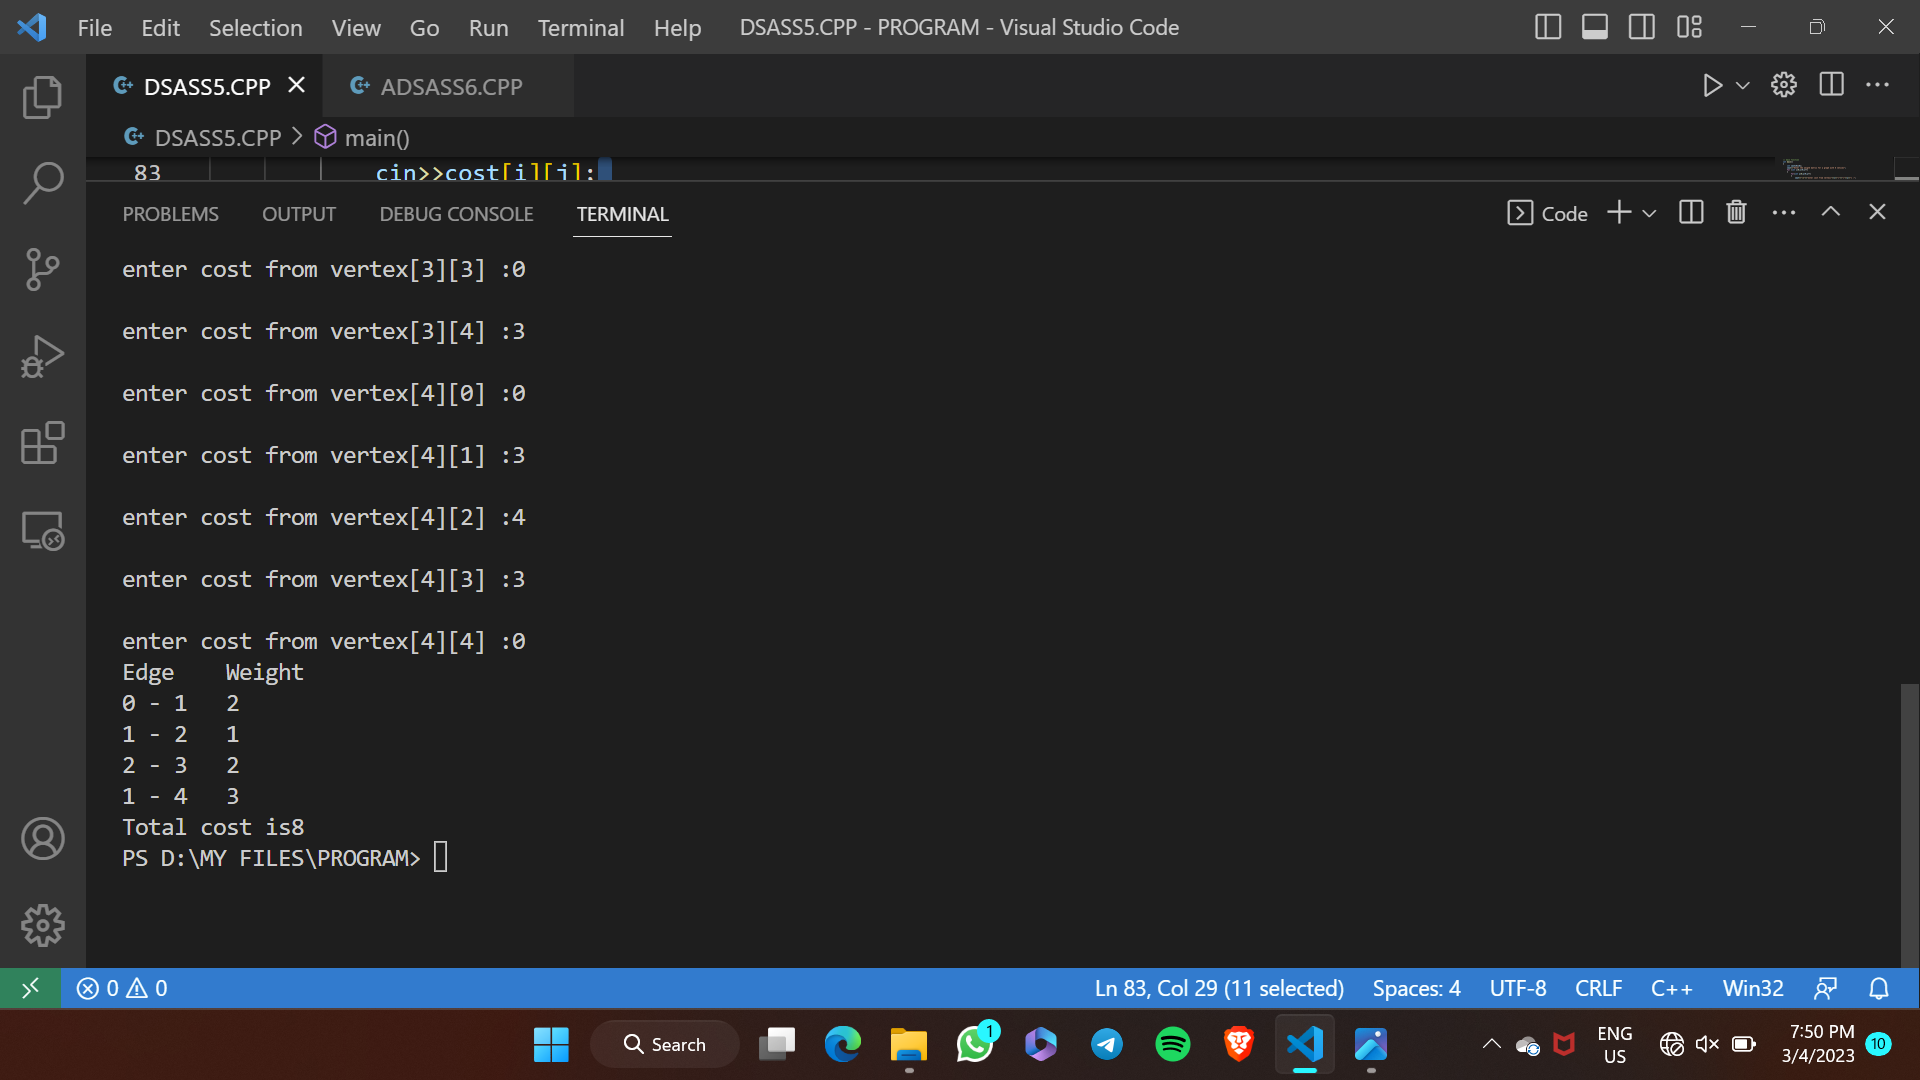 File Edit Selection View Go Run Terminal Help DSASS5.CPP - PROGRAM - Visual Studio Code
DSASS5.CPP ADSASS6.CPP
DSASS5.CPP > main()
83 cin>>cost[i][j];
PROBLEMS OUTPUT DEBUG CONSOLE TERMINAL Code
enter cost from vertex[3][3] :0
enter cost from vertex[3][4] :3
enter cost from vertex[4][0] :0
enter cost from vertex[4][1] :3
enter cost from vertex[4][2] :4
enter cost from vertex[4][3] :3
enter cost from vertex[4][4] :0
Edge Weight
0 - 1 2
1 - 2 1
2 - 3 2
1 - 4 3
Total cost is8
PS D:\MY FILES\PROGRAM>
0 0 Ln 83, Col 29 (11 selected) Spaces: 4 UTF-8 CRLF C++ Win32
Search 1 ENG US 7:50 PM 3/4/2023 10